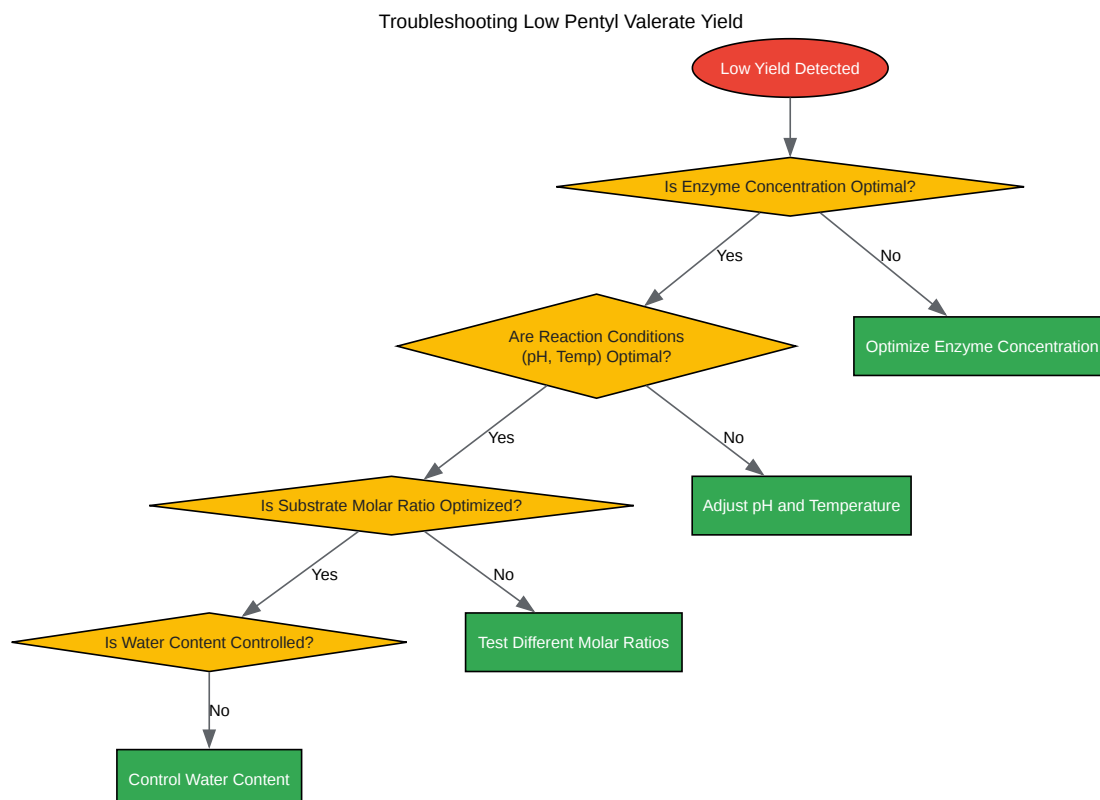 Troubleshooting Low Pentyl Valerate Yield
Low Yield Detected
Is Enzyme Concentration Optimal?
Yes
No
Are Reaction Conditions
(pH, Temp) Optimal?
Optimize Enzyme Concentration
Yes
No
Is Substrate Molar Ratio Optimized?
Adjust pH and Temperature
Yes
No
Is Water Content Controlled?
Test Different Molar Ratios
No
Control Water Content